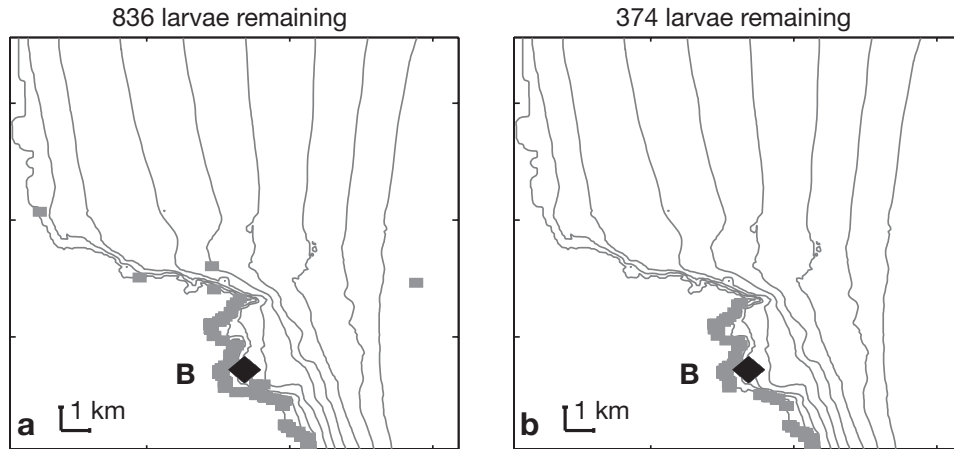 836 larvae remaining
374 larvae remaining
B
B
a
1 km
b
1 km